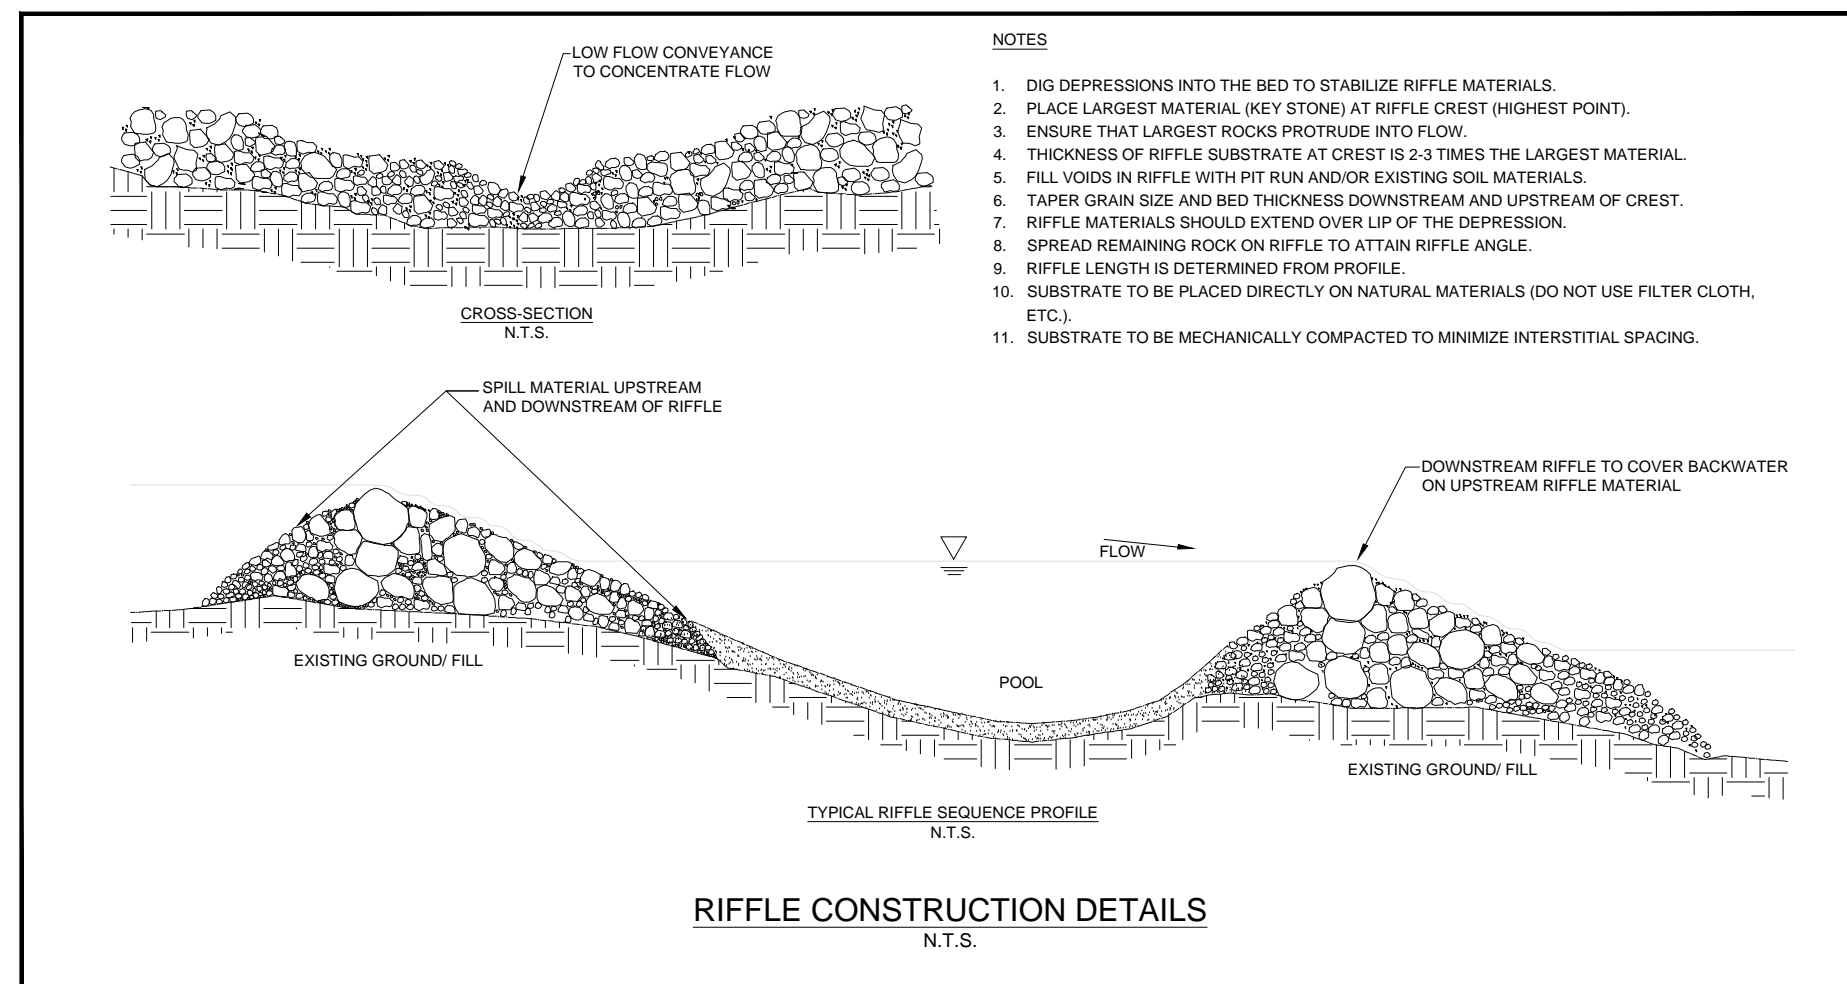 LOW FLOW CONVEYANCE
TO CONCENTRATE FLOW
CROSS-SECTION
N.T.S.
NOTES
1. DIG DEPRESSIONS INTO THE BED TO STABILIZE RIFFLE MATERIALS.
2. PLACE LARGEST MATERIAL (KEY STONE) AT RIFFLE CREST (HIGHEST POINT).
3. ENSURE THAT LARGEST ROCKS PROTRUDE INTO FLOW.
4. THICKNESS OF RIFFLE SUBSTRATE AT CREST IS 2-3 TIMES THE LARGEST MATERIAL.
5. FILL VOIDS IN RIFFLE WITH PIT RUN AND/OR EXISTING SOIL MATERIALS.
6. TAPER GRAIN SIZE AND BED THICKNESS DOWNSTREAM AND UPSTREAM OF CREST.
7. RIFFLE MATERIALS SHOULD EXTEND OVER LIP OF THE DEPRESSION.
8. SPREAD REMAINING ROCK ON RIFFLE TO ATTAIN RIFFLE ANGLE.
9. RIFFLE LENGTH IS DETERMINED FROM PROFILE.
10. SUBSTRATE TO BE PLACED DIRECTLY ON NATURAL MATERIALS (DO NOT USE FILTER CLOTH,
ETC.).
11. SUBSTRATE TO BE MECHANICALLY COMPACTED TO MINIMIZE INTERSTITIAL SPACING.
SPILL MATERIAL UPSTREAM
AND DOWNSTREAM OF RIFFLE
DOWNSTREAM RIFFLE TO COVER BACKWATER
ON UPSTREAM RIFFLE MATERIAL
FLOW
EXISTING GROUND/ FILL
POOL
EXISTING GROUND/ FILL
TYPICAL RIFFLE SEQUENCE PROFILE
N.T.S.
RIFFLE CONSTRUCTION DETAILS
N.T.S.